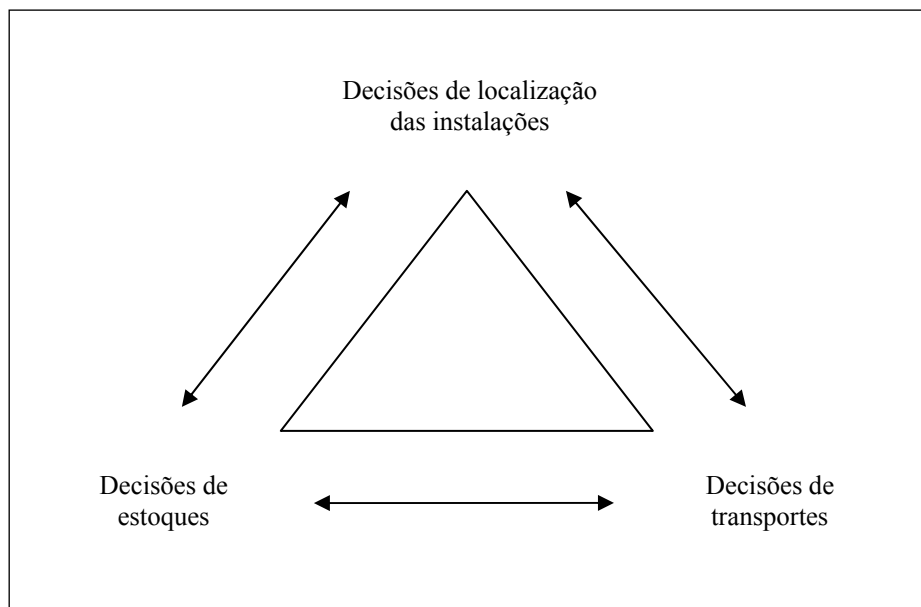 Decisões de localização
das instalações
Decisões de
estoques
Decisões de
transportes